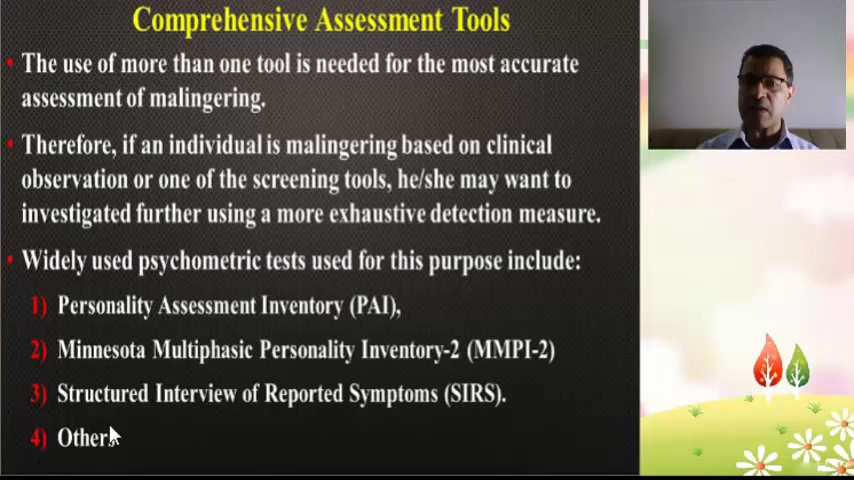 Comprehensive Assessment Tools
• The use of more than one tool is needed for the most accurate
assessment of malingering.
• Therefore, if an individual is malingering based on clinical
observation or one of the screening tools, he/she may want to
investigated further using a more exhaustive detection measure.
• Widely used psychometric tests used for this purpose include:
1) Personality Assessment Inventory (PAI),
2) Minnesota Multiphasic Personality Inventory-2 (MMPI-2)
3) Structured Interview of Reported Symptoms (SIRS).
4) Others